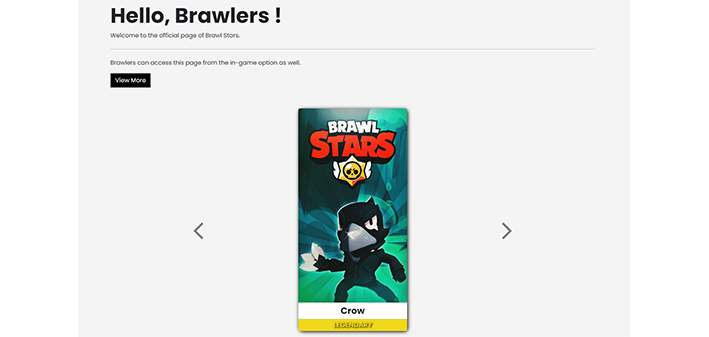 Hello, Brawlers !
Welcome to the official page of Brawl Stars.
Brawlers can access this page from the in-game option as well.
View More
BRAWL
STARS
Crow
LEGENDARY